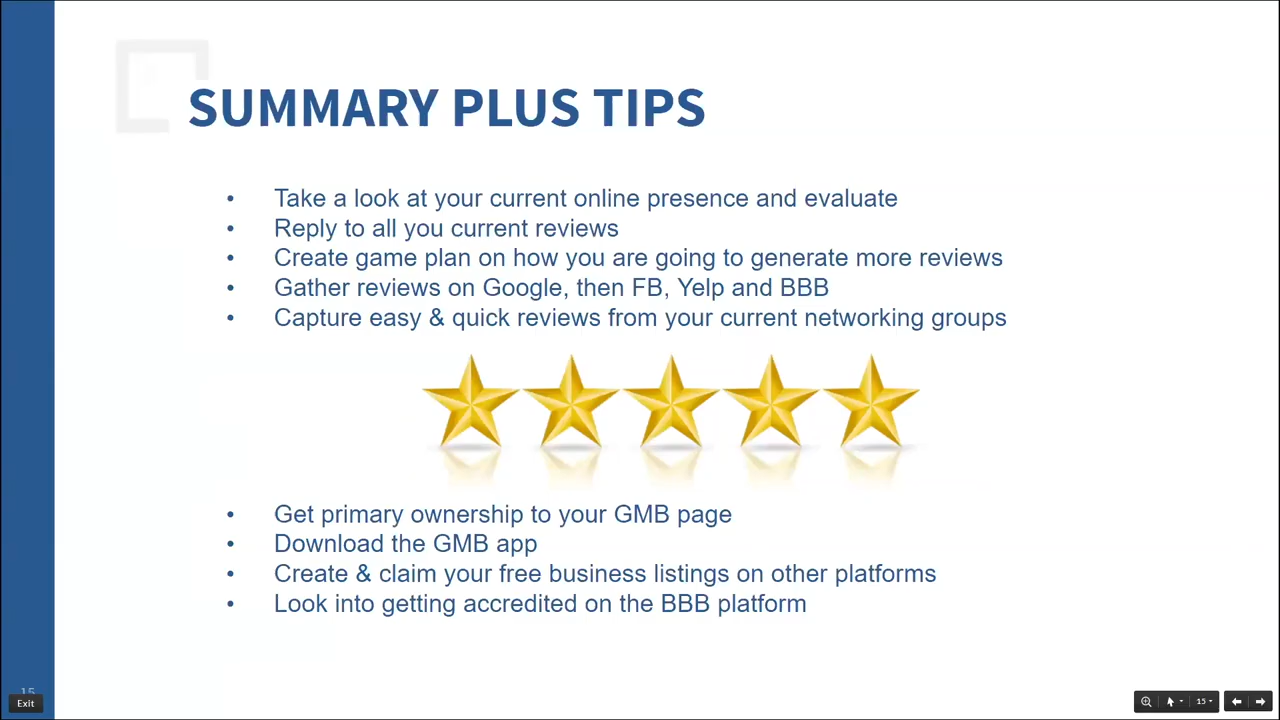 SUMMARY PLUS TIPS
• Take a look at your current online presence and evaluate
• Reply to all you current reviews
• Create game plan on how you are going to generate more reviews
• Gather reviews on Google, then FB, Yelp and BBB
• Capture easy & quick reviews from your current networking groups
• Get primary ownership to your GMB page
• Download the GMB app
• Create & claim your free business listings on other platforms
• Look into getting accredited on the BBB platform
15
Exit
15